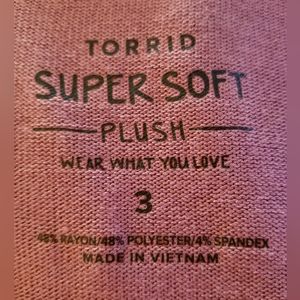 TORRID
SUPER SOFT
PLUSH
WEAR WHAT YOU LOVE
3
48% RAYON/48% POLYESTER/4% SPANDEX
MADE IN VIETNAM